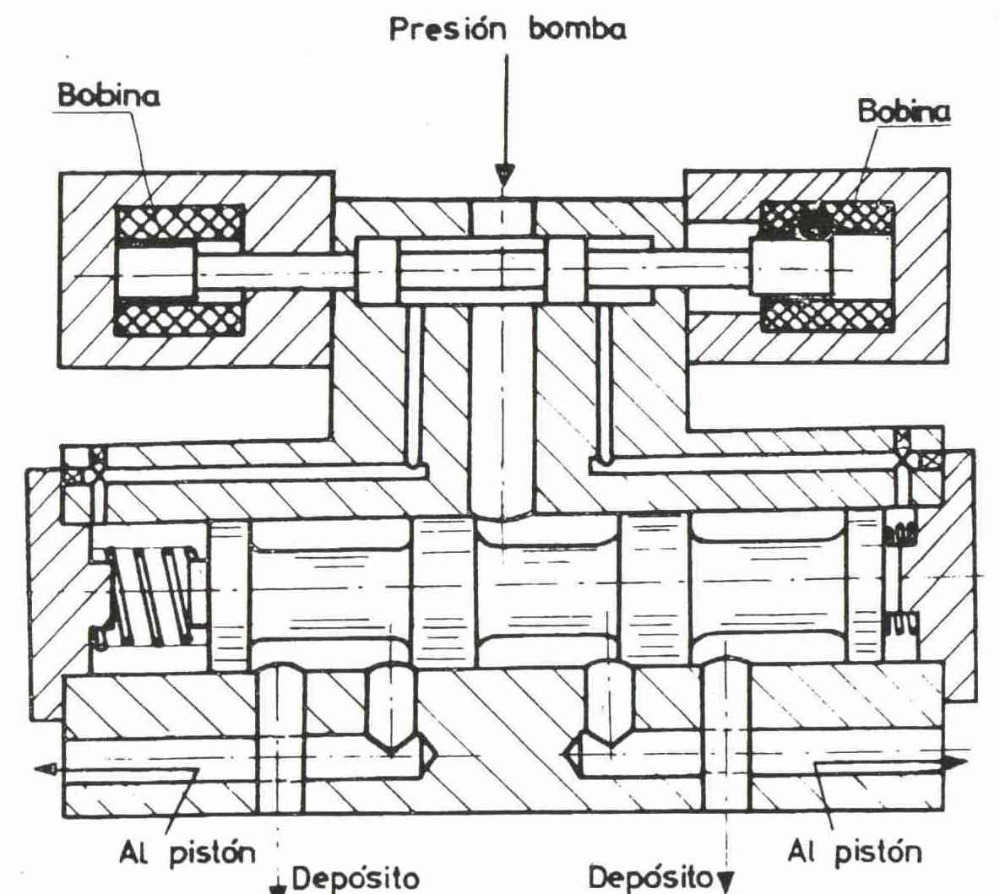 Presión bomba
Bobina
Bobina
Al pistón
Al pistón
Depósito
Depósito